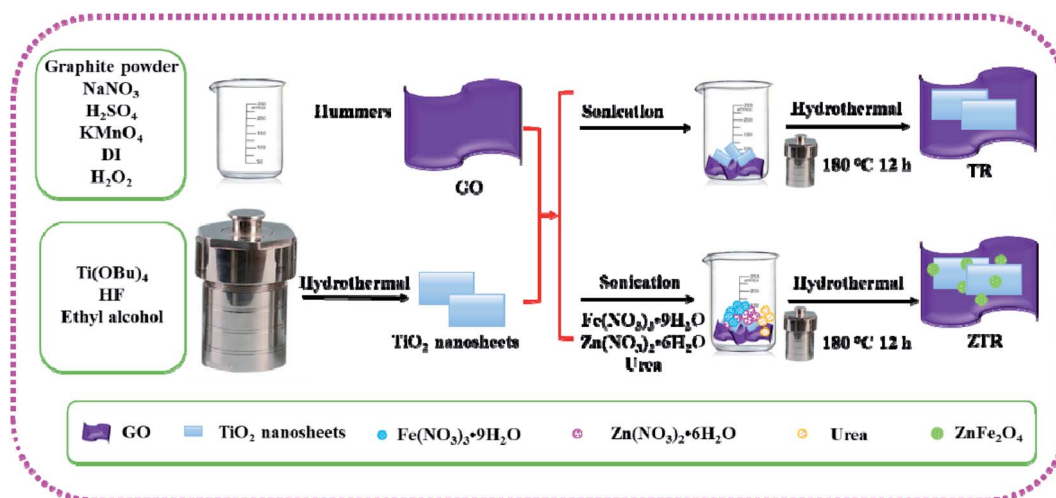 Graphite powder
NaNO₃
H₂SO₄
KMnO₄
DI
H₂O₂
Hummers
GO
Sonication
Hydrothermal
180 ℃ 12 h
TR
Ti(OBu)₄
HF
Ethyl alcohol
Hydrothermal
TiO₂ nanosheets
Sonication
Fe(NO₃)₃•9H₂O
Zn(NO₃)₂•6H₂O
Urea
Hydrothermal
180 ℃ 12 h
ZTR
GO
TiO₂ nanosheets
Fe(NO₃)₃•9H₂O
Zn(NO₃)₂•6H₂O
Urea
ZnFe₂O₄